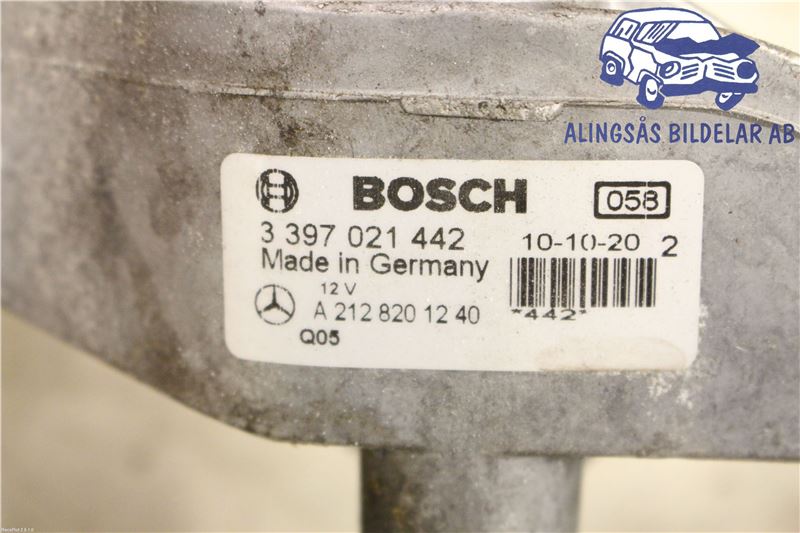 ALINGSÅS BILDELAR AB
BOSCH 058
3 397 021 442 10-10-20 2
Made in Germany
12 V
A 212 820 12 40 *442*
Q05